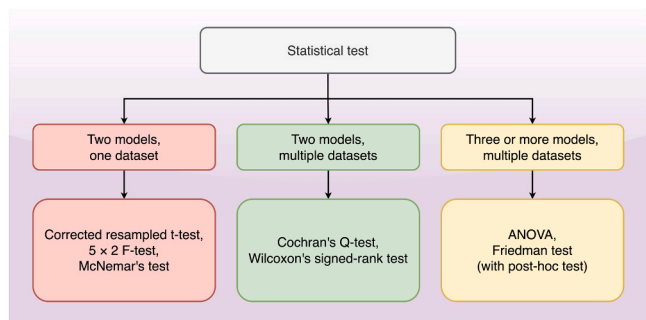 Statistical test
Two models,
one dataset
Two models,
multiple datasets
Three or more models,
multiple datasets
Corrected resampled t-test,
5 × 2 F-test,
McNemar's test
Cochran's Q-test,
Wilcoxon's signed-rank test
ANOVA,
Friedman test
(with post-hoc test)